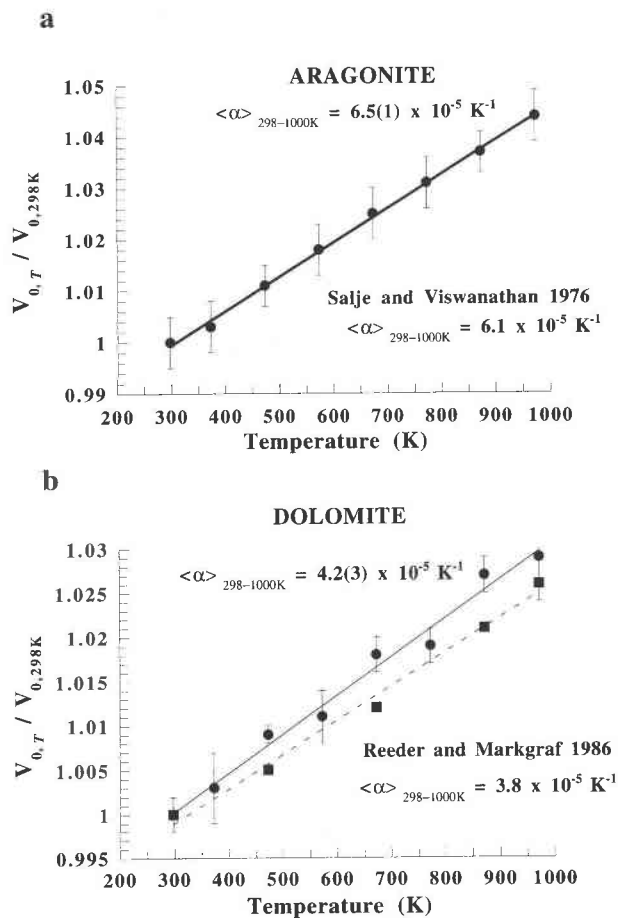 a
ARAGONITE
<α> 298–1000K = 6.5(1) x 10-5 K-1
1.05
1.04
1.03
1.02
1.01
1
0.99
V0,T / V0,298K
Salje and Viswanathan 1976
<α> 298–1000K = 6.1 x 10-5 K-1
200 300 400 500 600 700 800 900 1000
Temperature (K)
b
DOLOMITE
<α> 298–1000K = 4.2(3) x 10-5 K-1
1.03
1.025
1.02
1.015
1.01
1.005
1
0.995
V0,T / V0,298K
Reeder and Markgraf 1986
<α> 298–1000K = 3.8 x 10-5 K-1
200 300 400 500 600 700 800 900 1000
Temperature (K)